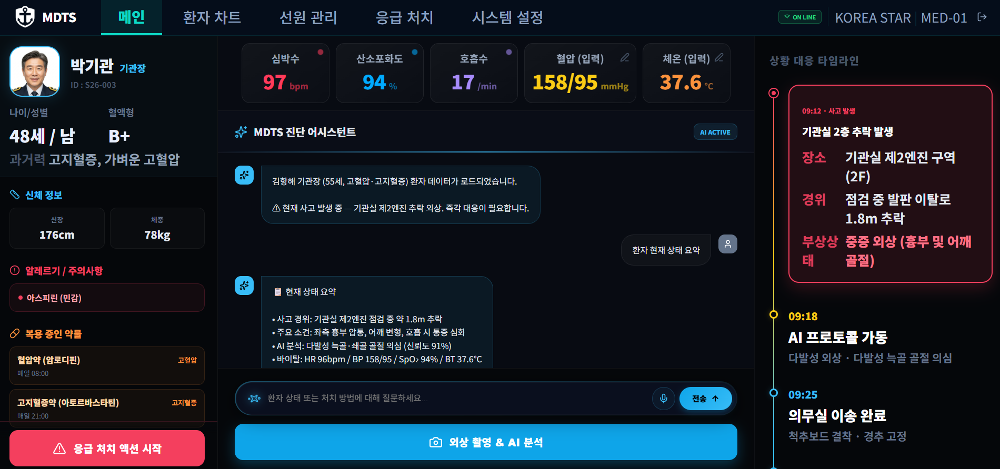 MDTS
메인
환자 차트
선원 관리
응급 처치
시스템 설정
ON LINE
KOREA STAR
MED-01
박기관 기관장
ID : S26-003
나이/성별
혈액형
48세 / 남
B+
과거력 고지혈증, 가벼운 고혈압
신체 정보
신장
176cm
체중
78kg
알레르기 / 주의사항
아스피린 (민감)
복용 중인 약물
혈압약 (암로디핀)
고혈압
매일 08:00
고지혈증약 (아토르바스타틴)
고지혈증
매일 21:00
응급 처치 액션 시작
심박수
97 bpm
산소포화도
94 %
호흡수
17 /min
혈압 (입력)
158/95 mmHg
체온 (입력)
37.6 °C
MDTS 진단 어시스턴트
AI ACTIVE
김항해 기관장 (55세, 고혈압·고지혈증) 환자 데이터가 로드되었습니다.
⚠ 현재 사고 발생 중 — 기관실 제2엔진 추락 외상. 즉각 대응이 필요합니다.
환자 현재 상태 요약
📋 현재 상태 요약
• 사고 경위: 기관실 제2엔진 점검 중 약 1.8m 추락
• 주요 소견: 좌측 흉부 압통, 어깨 변형, 호흡 시 통증 심화
• AI 분석: 다발성 늑골·쇄골 골절 의심 (신뢰도 91%)
• 바이탈: HR 96bpm / BP 158/95 / SpO₂ 94% / BT 37.6°C
환자 상태 또는 처치 방법에 대해 질문하세요...
전송
외상 촬영 & AI 분석
상황 대응 타임라인
09:12 · 사고 발생
기관실 2층 추락 발생
장소
기관실 제2엔진 구역
(2F)
경위
점검 중 발판 이탈로
1.8m 추락
부상상
태
중증 외상 (흉부 및 어깨
골절)
09:18
AI 프로토콜 가동
다발성 외상 · 다발성 늑골 골절 의심
09:25
의무실 이송 완료
척추보드 결착 · 경추 고정